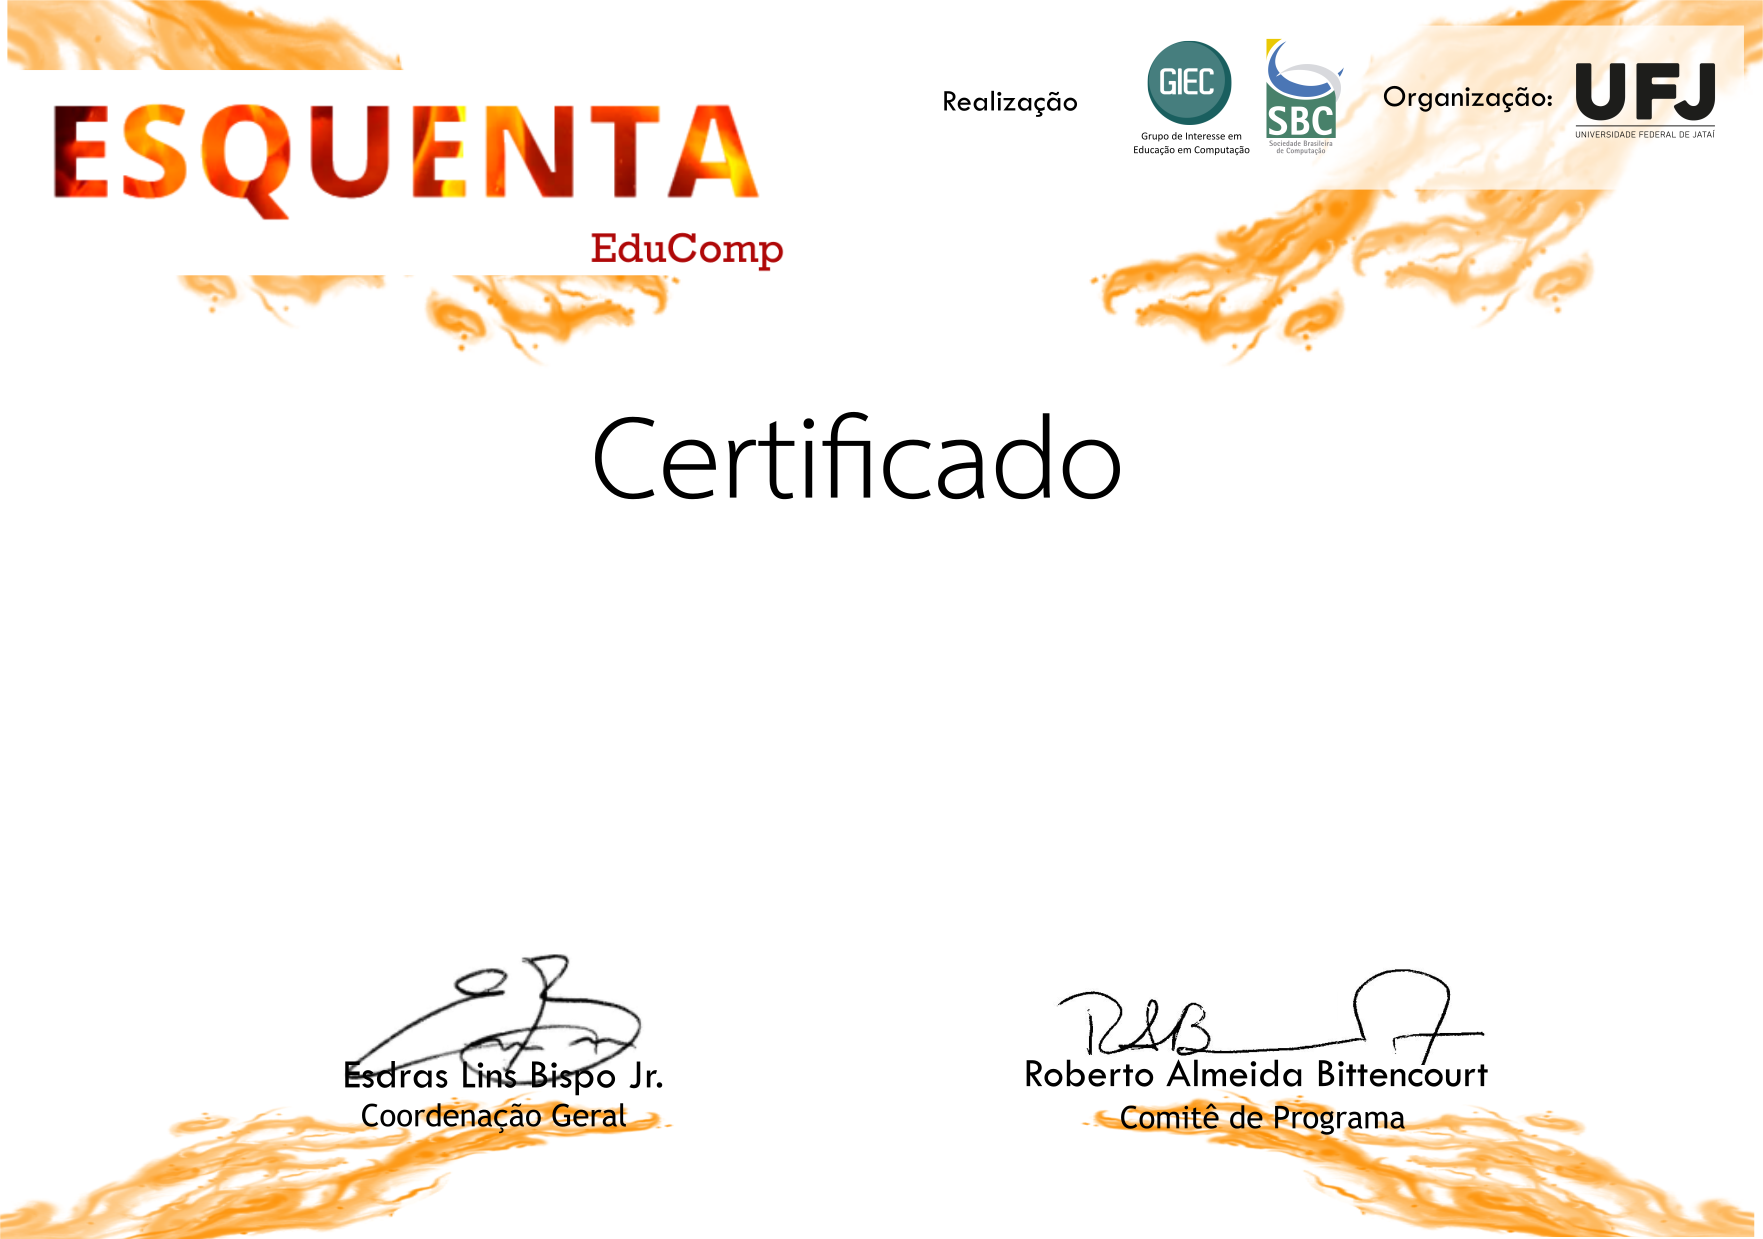 ESQUENTA
EduComp
Realização
GIEC
Grupo de Interesse em
Educação em Computação
SBC
Sociedade Brasileira
de Computação
Organização:
UFJ
UNIVERSIDADE FEDERAL DE JATAÍ
Certificado
Esdras Lins Bispo Jr.
Coordenação Geral
RAB
Roberto Almeida Bittencourt
Comitê de Programa